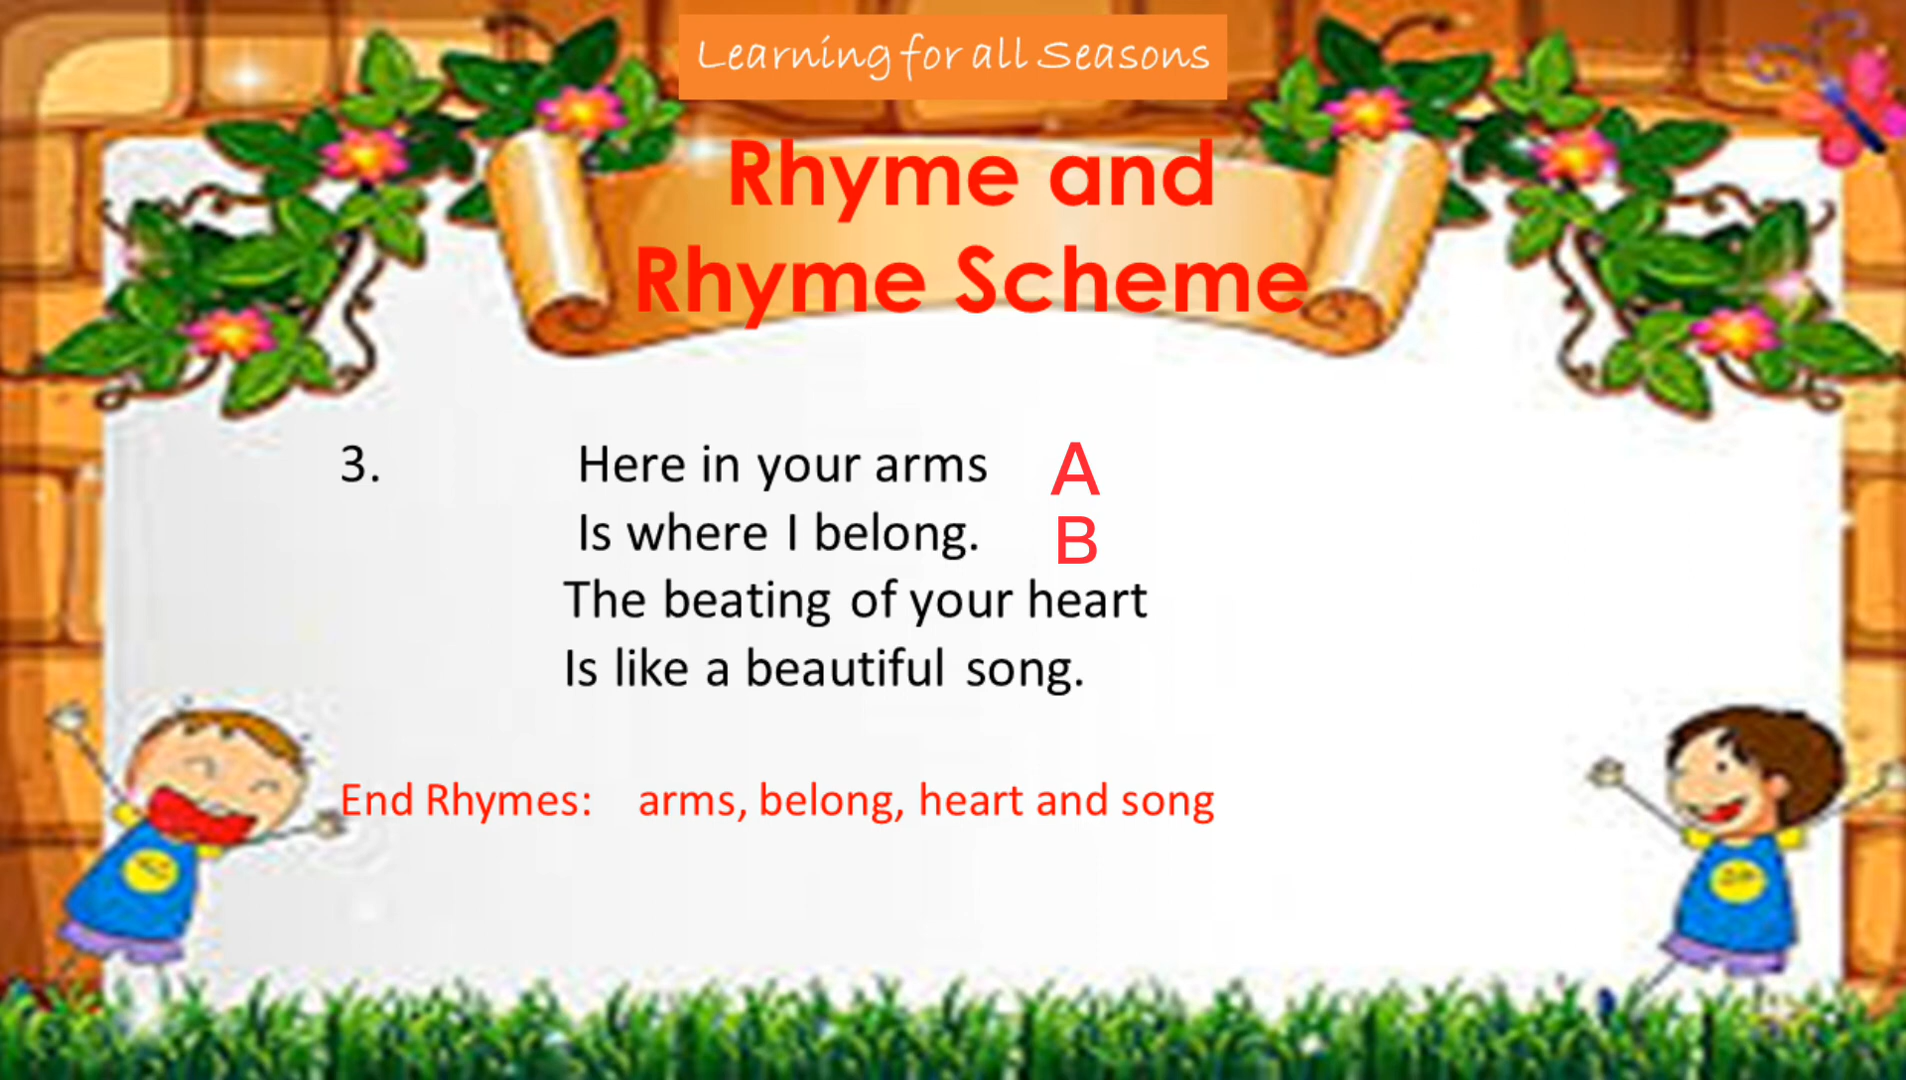 Learning for all Seasons
Rhyme and
Rhyme Scheme
3. Here in your arms A
Is where I belong. B
The beating of your heart
Is like a beautiful song.
End Rhymes: arms, belong, heart and song